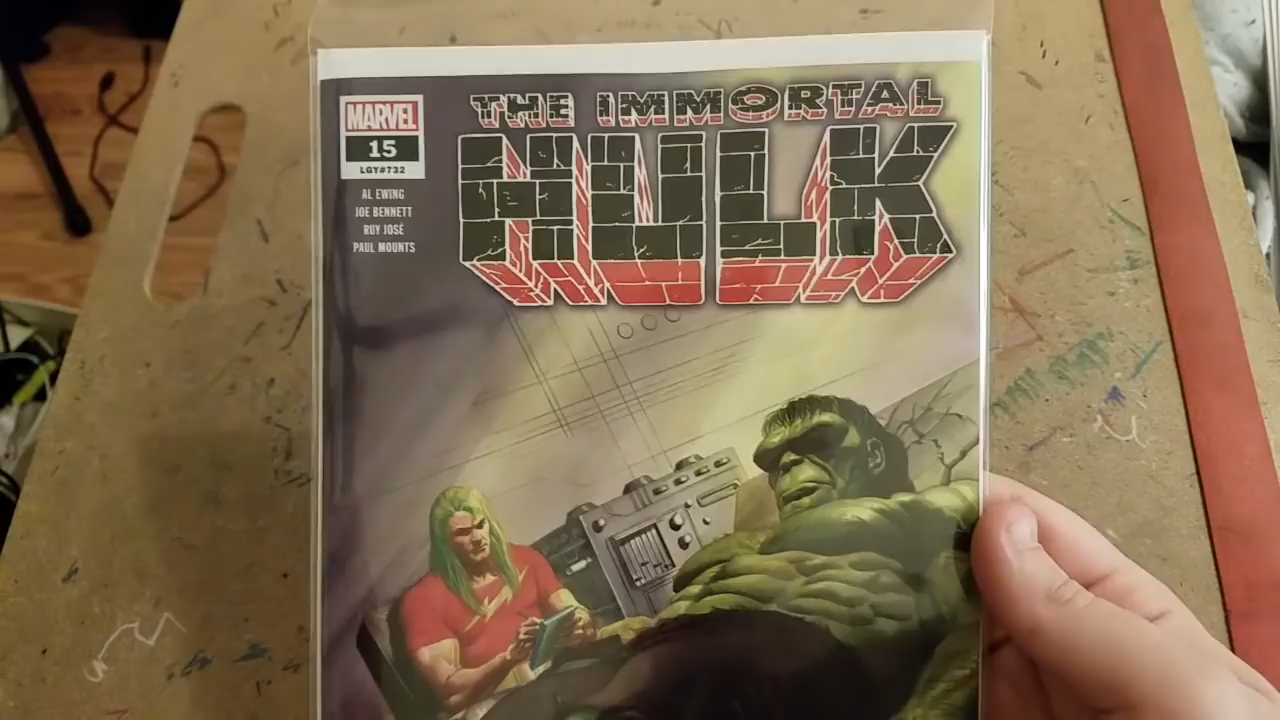 MARVEL
15
LGY#732
AL EWING
JOE BENNETT
RUY JOSÉ
PAUL MOUNTS
THE IMMORTAL
HULK